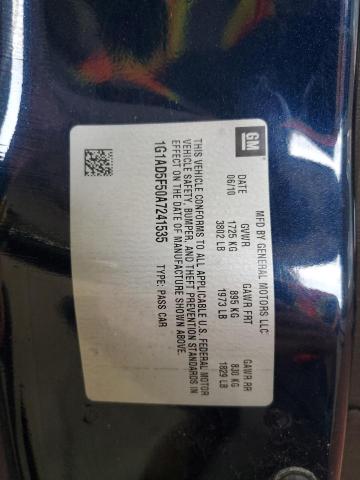 GM
MFD BY GENERAL MOTORS LLC
DATE GVWR GAWR FRT GAWR RR
06/10 1725 KG 895 KG 830 KG
3802 LB 1973 LB 1829 LB
THIS VEHICLE CONFORMS TO ALL APPLICABLE U.S. FEDERAL MOTOR
VEHICLE SAFETY, BUMPER, AND THEFT PREVENTION STANDARDS IN
EFFECT ON THE DATE OF MANUFACTURE SHOWN ABOVE.
1G1AD5F50A7241535 TYPE: PASS CAR